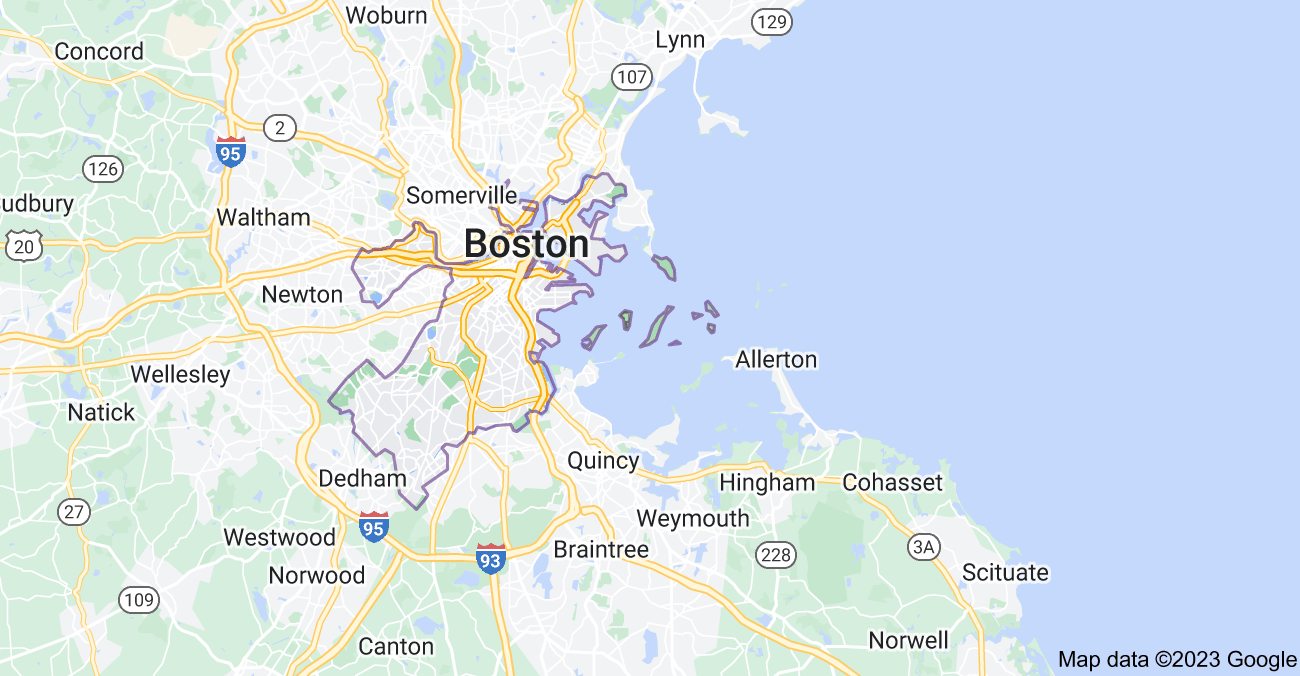 Woburn
129
Lynn
Concord
107
2
95
126
Somerville
udbury
Waltham
20
Boston
Newton
Allerton
Wellesley
Natick
Quincy
Dedham
Hingham
Cohasset
27
Weymouth
95
Westwood
3A
Braintree
228
93
Norwood
Scituate
109
Norwell
Canton
Map data ©2023 Google